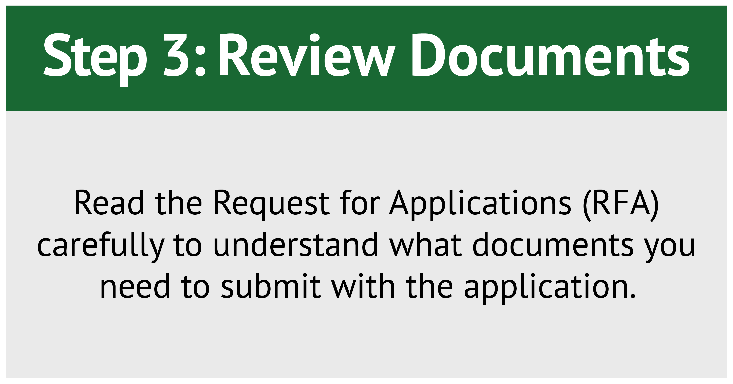 Step 3: Review Documents
Read the Request for Applications (RFA)
carefully to understand what documents you
need to submit with the application.